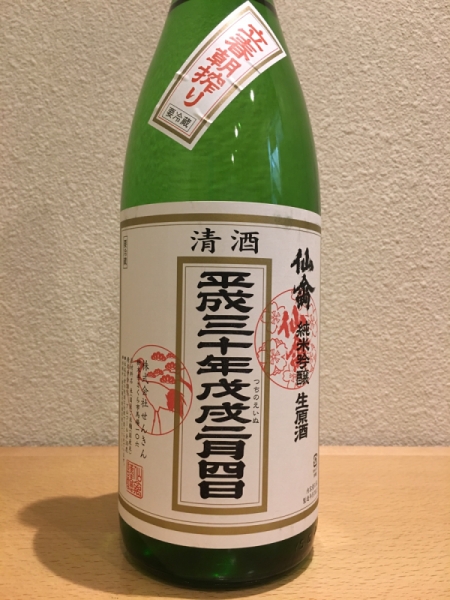 立春朝搾り
要冷蔵
清酒
仙禽 純米吟醸 生原酒
平成三十年戊戌二月四日
つちのえいぬ
株式会社せんきん